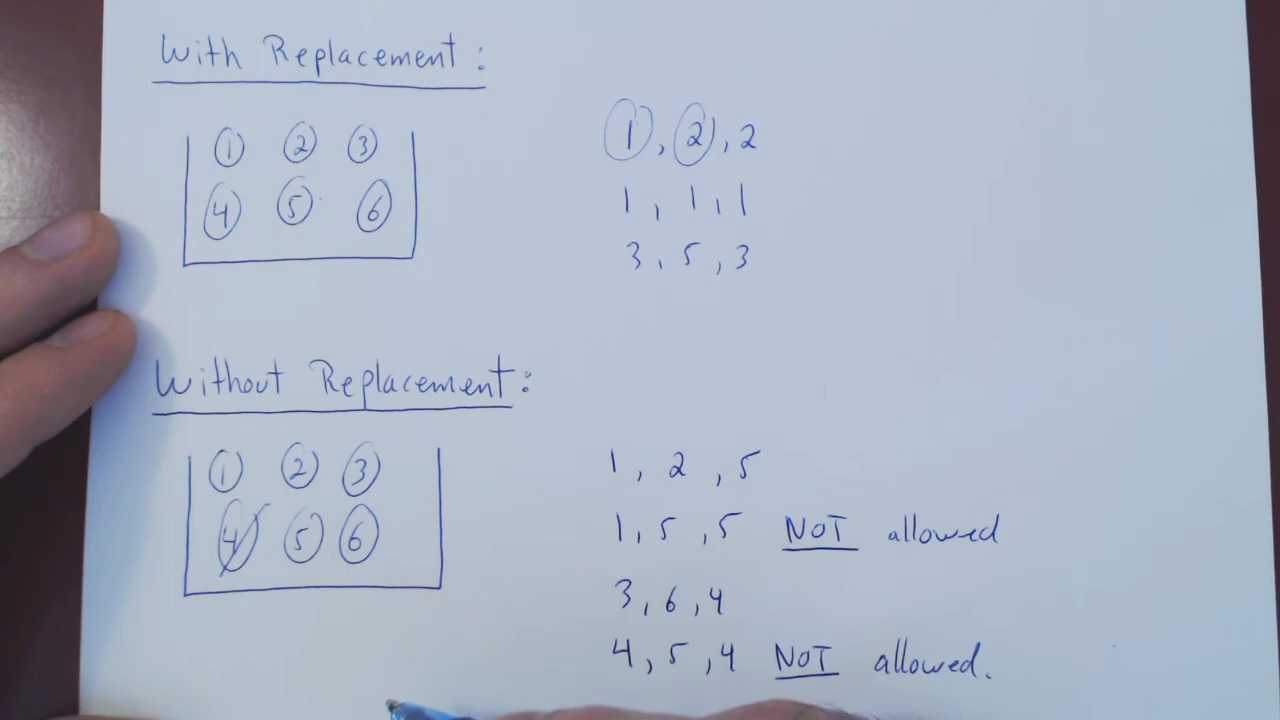 With Replacement:
1 2 3
4 5 6
1, 2, 2
1, 1, 1
3, 5, 3
Without Replacement:
1 2 3
4 5 6
1, 2, 5
1, 5, 5 NOT allowed
3, 6, 4
4, 5, 4 NOT allowed.